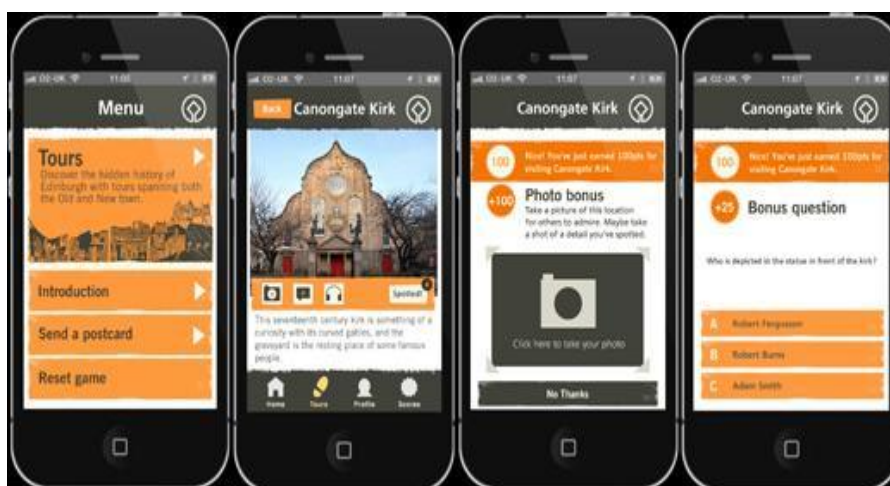 O2-UK 11:00
Menu
Tours
Discover the hidden history of
Edinburgh with tours spanning both
the Old and New town.
Introduction
Send a postcard
Reset game
O2-UK 11:07
Back Canongate Kirk
Spotted!
This seventeenth century kirk is something of a
curiosity with its curved gables, and the
graveyard is the resting place of some famous
people.
Home Tours Profile Scores
O2-UK 11:07
Canongate Kirk
100 Nice! You've just earned 100pts for
visiting Canongate Kirk.
+100 Photo bonus
Take a picture of this location
for others to admire. Maybe take
a shot of a detail you've spotted.
Click here to take your photo
No Thanks
O2-UK 11:07
Canongate Kirk
100 Nice! You've just earned 100pts for
visiting Canongate Kirk.
+25 Bonus question
Who is depicted in the statue in front of the kirk?
A Robert Fergusson
B Robert Burns
C Adam Smith